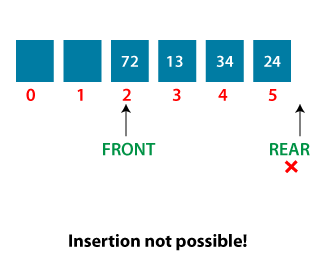 72 13 34 24
0 1 2 3 4 5
FRONT REAR
Insertion not possible!